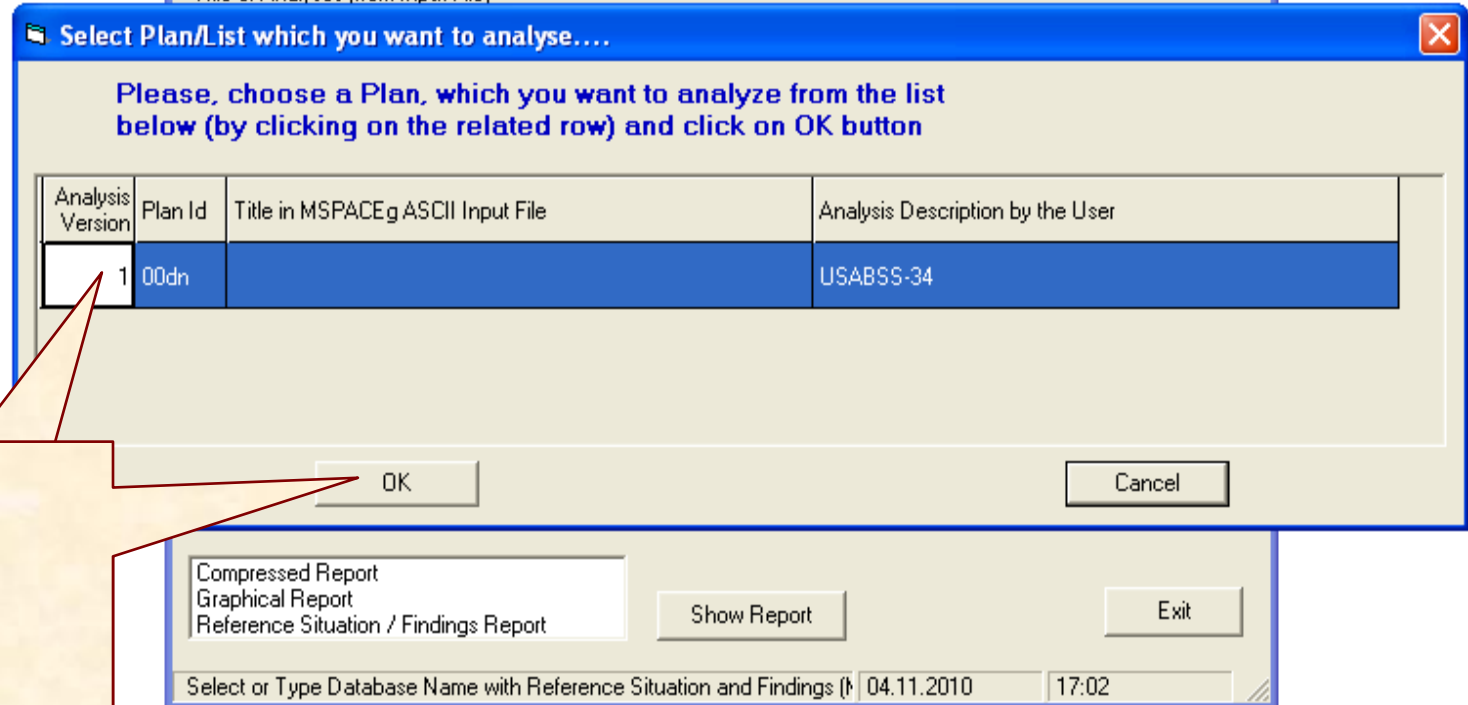 Select Plan/List which you want to analyse....
Please, choose a Plan, which you want to analyze from the list
below (by clicking on the related row) and click on OK button
Analysis
Version
Plan Id
Title in MSPACEg ASCII Input File
Analysis Description by the User
1
00dn
USABSS-34
OK
Cancel
Compressed Report
Graphical Report
Reference Situation / Findings Report
Show Report
Exit
Select or Type Database Name with Reference Situation and Findings (
04.11.2010
17:02